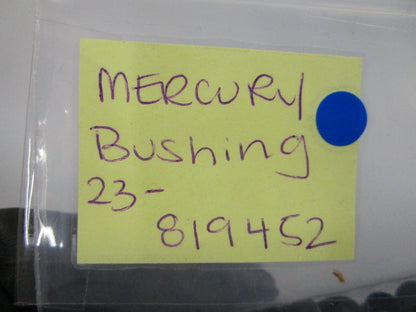 MERCURY
Bushing
23-
819452